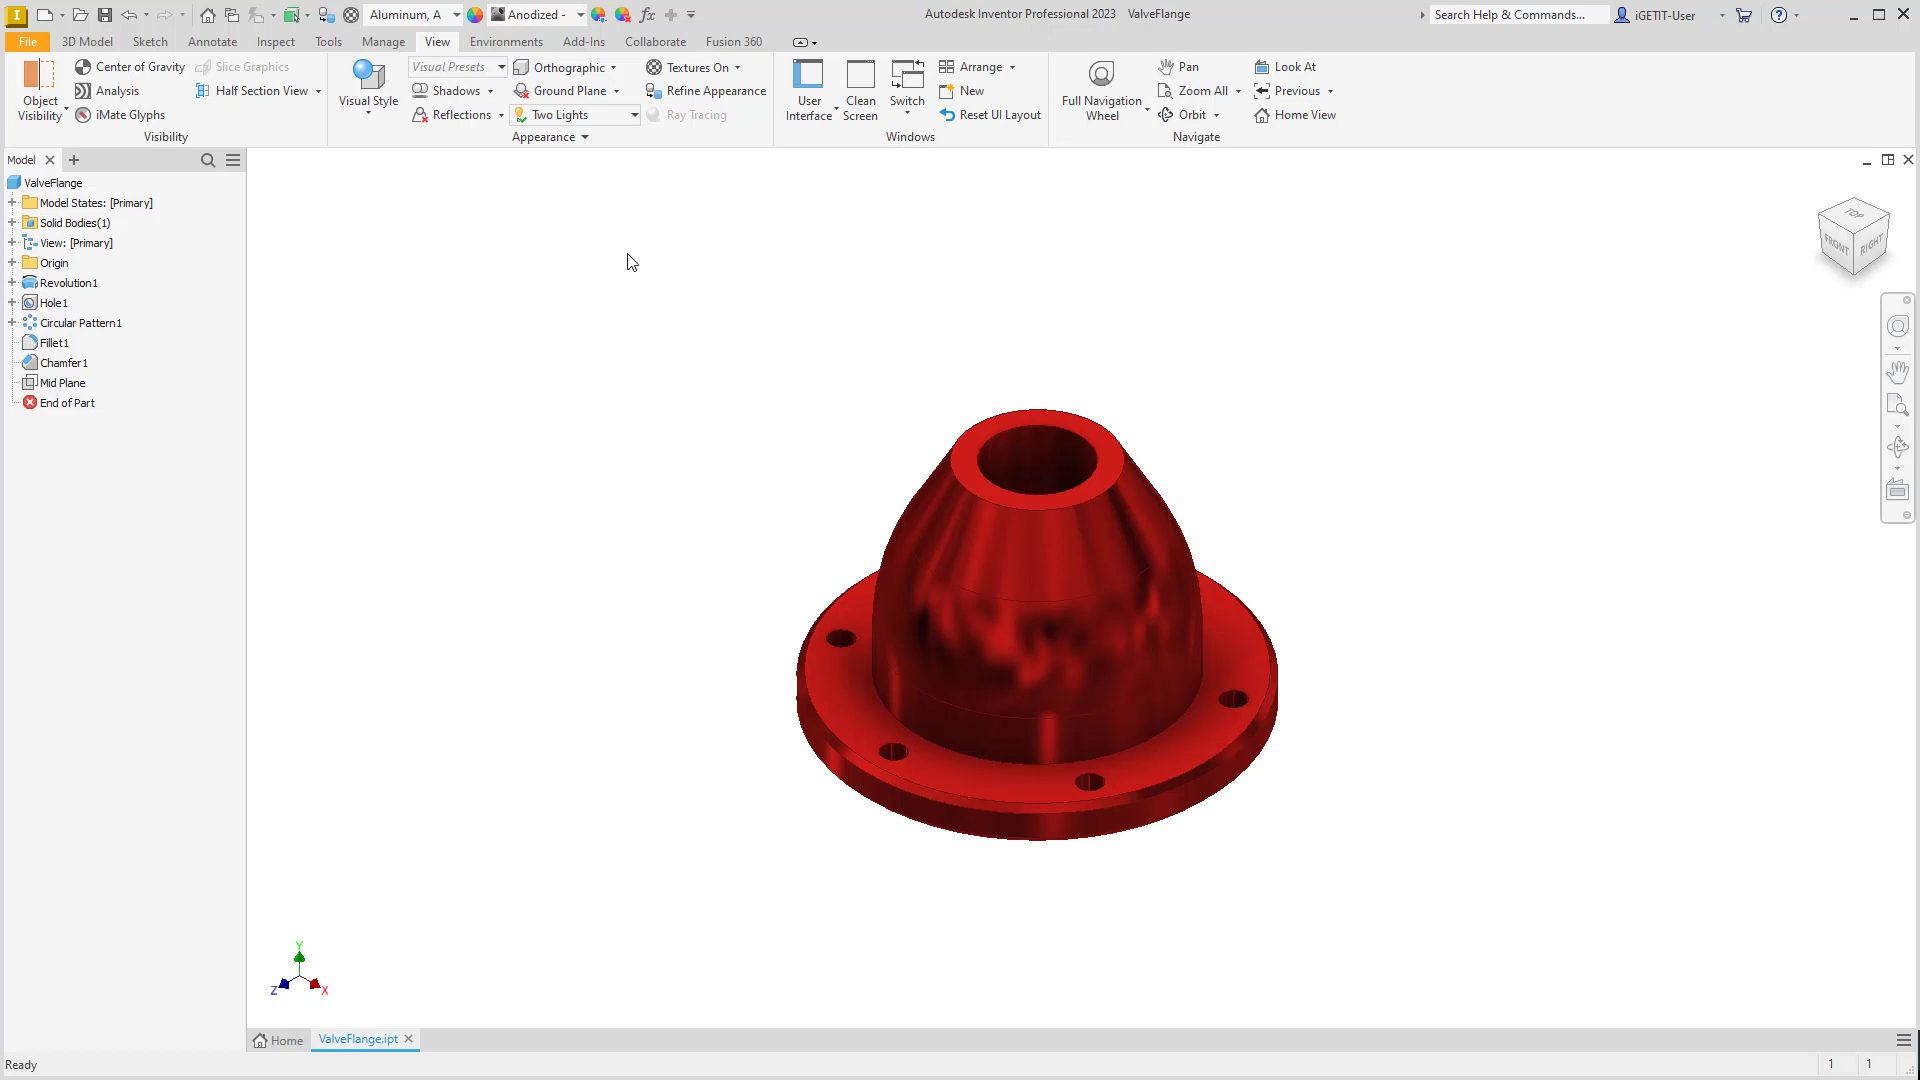 Aluminum, A
Anodized -
Autodesk Inventor Professional 2023 ValveFlange
Search Help & Commands...
iGETIT-User
File 3D Model Sketch Annotate Inspect Tools Manage View Environments Add-Ins Collaborate Fusion 360
Object Visibility
Center of Gravity
Analysis
iMate Glyphs
Slice Graphics
Half Section View
Visibility
Visual Style
Visual Presets
Shadows
Reflections
Orthographic
Ground Plane
Two Lights
Textures On
Refine Appearance
Ray Tracing
Appearance
User Interface
Clean Screen
Switch
Arrange
New
Reset UI Layout
Windows
Full Navigation Wheel
Pan
Zoom All
Orbit
Look At
Previous
Home View
Navigate
Model
ValveFlange
Model States: [Primary]
Solid Bodies(1)
View: [Primary]
Origin
Revolution1
Hole1
Circular Pattern1
Fillet1
Chamfer1
Mid Plane
End of Part
TOP
FRONT
RIGHT
Y
Z
X
Home
ValveFlange.ipt
Ready
1 1